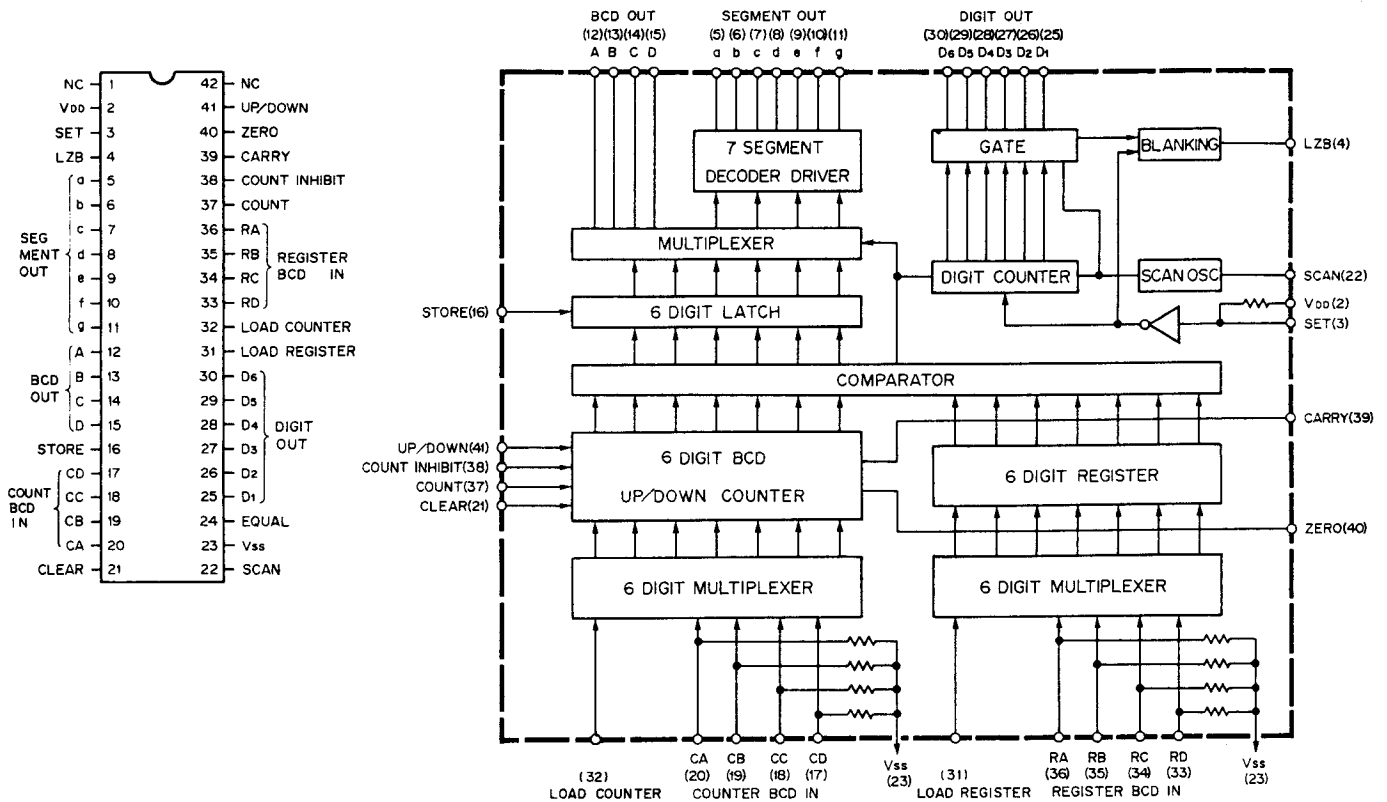 NC 1 42 NC
VDD 2 41 UP/DOWN
SET 3 40 ZERO
LZB 4 39 CARRY
a 5 38 COUNT INHIBIT
b 6 37 COUNT
c 7 36 RA
d 8 35 RB
e 9 34 RC
f 10 33 RD
g 11 32 LOAD COUNTER
A 12 31 LOAD REGISTER
B 13 30 D6
C 14 29 D5
D 15 28 D4
STORE 16 27 D3
CD 17 26 D2
CC 18 25 D1
CB 19 24 EQUAL
CA 20 23 Vss
CLEAR 21 22 SCAN
SEG
MENT
OUT
BCD
OUT
COUNT
BCD
IN
REGISTER
BCD IN
DIGIT
OUT
BCD OUT
(12)(13)(14)(15)
A B C D
SEGMENT OUT
(5) (6) (7) (8) (9) (10) (11)
a b c d e f g
DIGIT OUT
(30)(29)(28)(27)(26)(25)
D6 D5 D4 D3 D2 D1
7 SEGMENT
DECODER DRIVER
GATE
BLANKING
LZB(4)
MULTIPLEXER
DIGIT COUNTER
SCAN OSC
SCAN(22)
VDD(2)
SET(3)
STORE(16)
6 DIGIT LATCH
COMPARATOR
CARRY(39)
UP/DOWN(41)
COUNT INHIBIT(38)
COUNT(37)
CLEAR(21)
6 DIGIT BCD
UP/DOWN COUNTER
6 DIGIT REGISTER
ZERO(40)
6 DIGIT MULTIPLEXER
6 DIGIT MULTIPLEXER
(32)
LOAD COUNTER
CA CB CC CD
(20) (19) (18) (17)
COUNTER BCD IN
Vss
(23)
(31)
LOAD REGISTER
RA RB RC RD
(36) (35) (34) (33)
REGISTER BCD IN
Vss
(23)